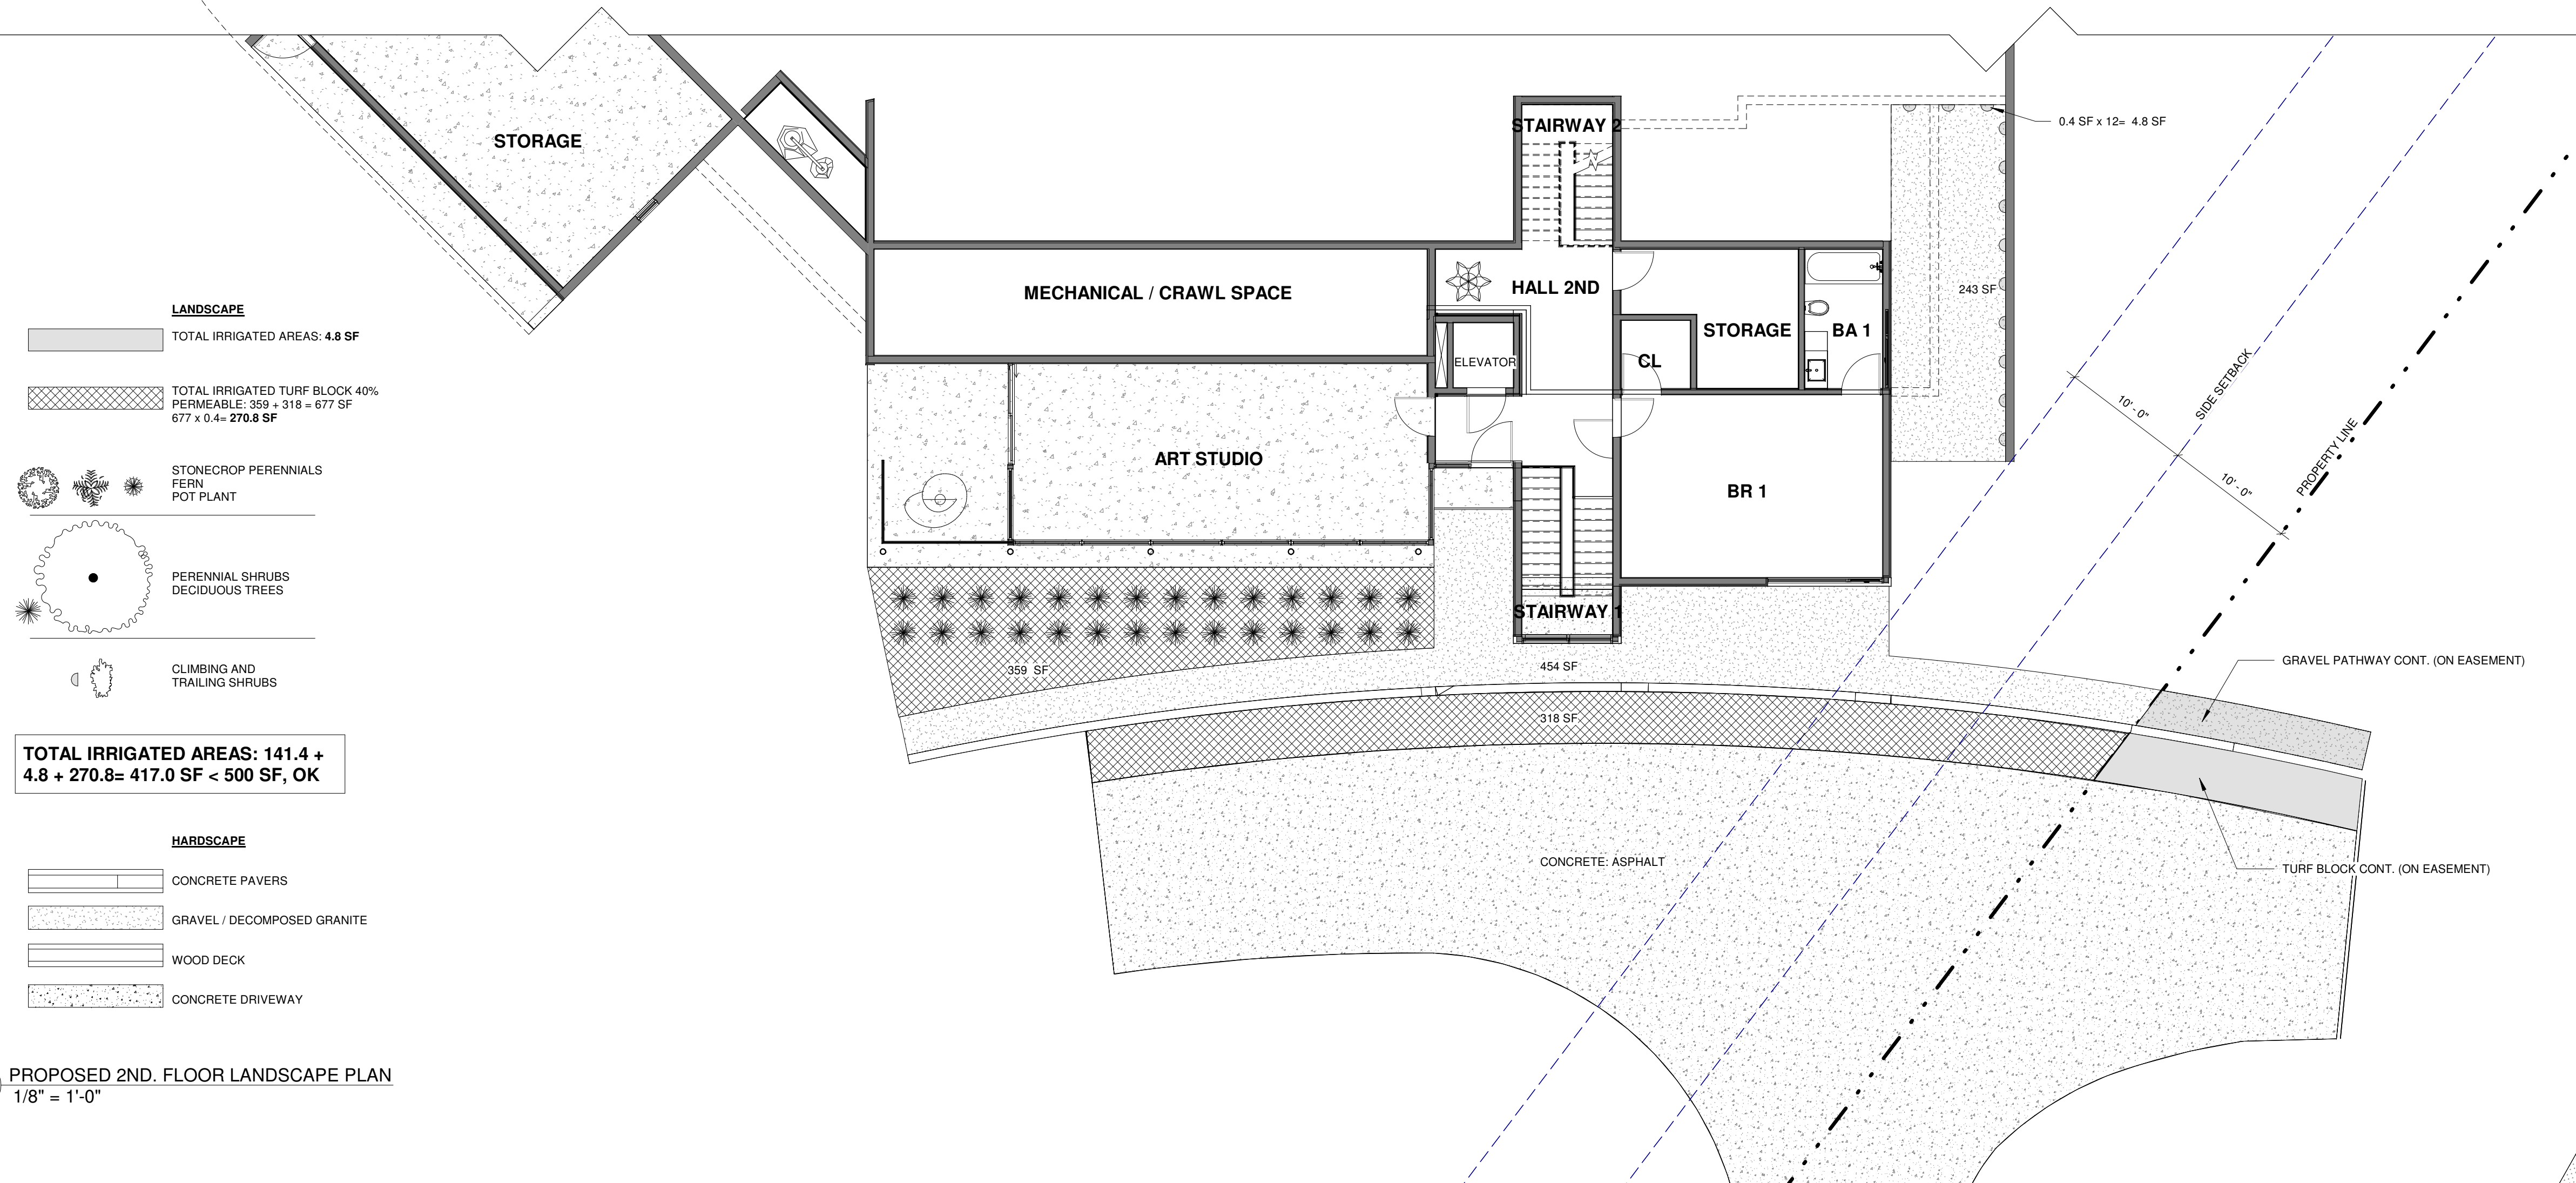 STORAGE
STAIRWAY 2
0.4 SF x 12= 4.8 SF
MECHANICAL / CRAWL SPACE
HALL 2ND
243 SF
STORAGE
BA 1
ELEVATOR
CL
ART STUDIO
BR 1
SIDE SETBACK
10' - 0"
10' - 0"
PROPERTY LINE
STAIRWAY 1
359 SF
454 SF
318 SF
GRAVEL PATHWAY CONT. (ON EASEMENT)
CONCRETE: ASPHALT
TURF BLOCK CONT. (ON EASEMENT)
LANDSCAPE
TOTAL IRRIGATED AREAS: 4.8 SF
TOTAL IRRIGATED TURF BLOCK 40%
PERMEABLE: 359 + 318 = 677 SF
677 x 0.4= 270.8 SF
STONECROP PERENNIALS
FERN
POT PLANT
PERENNIAL SHRUBS
DECIDUOUS TREES
CLIMBING AND
TRAILING SHRUBS
TOTAL IRRIGATED AREAS: 141.4 +
4.8 + 270.8= 417.0 SF < 500 SF, OK
HARDSCAPE
CONCRETE PAVERS
GRAVEL / DECOMPOSED GRANITE
WOOD DECK
CONCRETE DRIVEWAY
PROPOSED 2ND. FLOOR LANDSCAPE PLAN
1/8" = 1'-0"